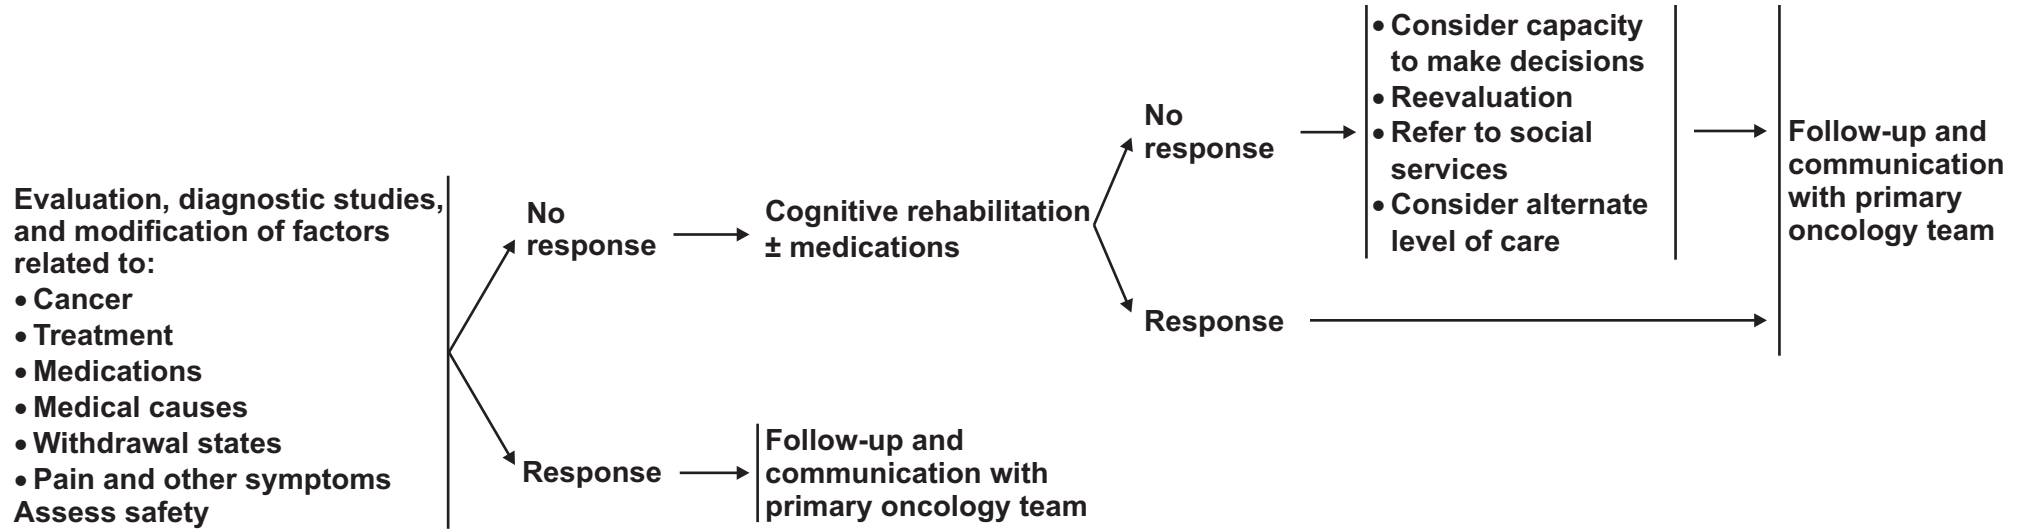 Evaluation, diagnostic studies,
and modification of factors
related to:
• Cancer
• Treatment
• Medications
• Medical causes
• Withdrawal states
• Pain and other symptoms
Assess safety
No
response
Response
Cognitive rehabilitation
± medications
Follow-up and
communication with
primary oncology team
No
response
Response
• Consider capacity
to make decisions
• Reevaluation
• Refer to social
services
• Consider alternate
level of care
Follow-up and
communication
with primary
oncology team